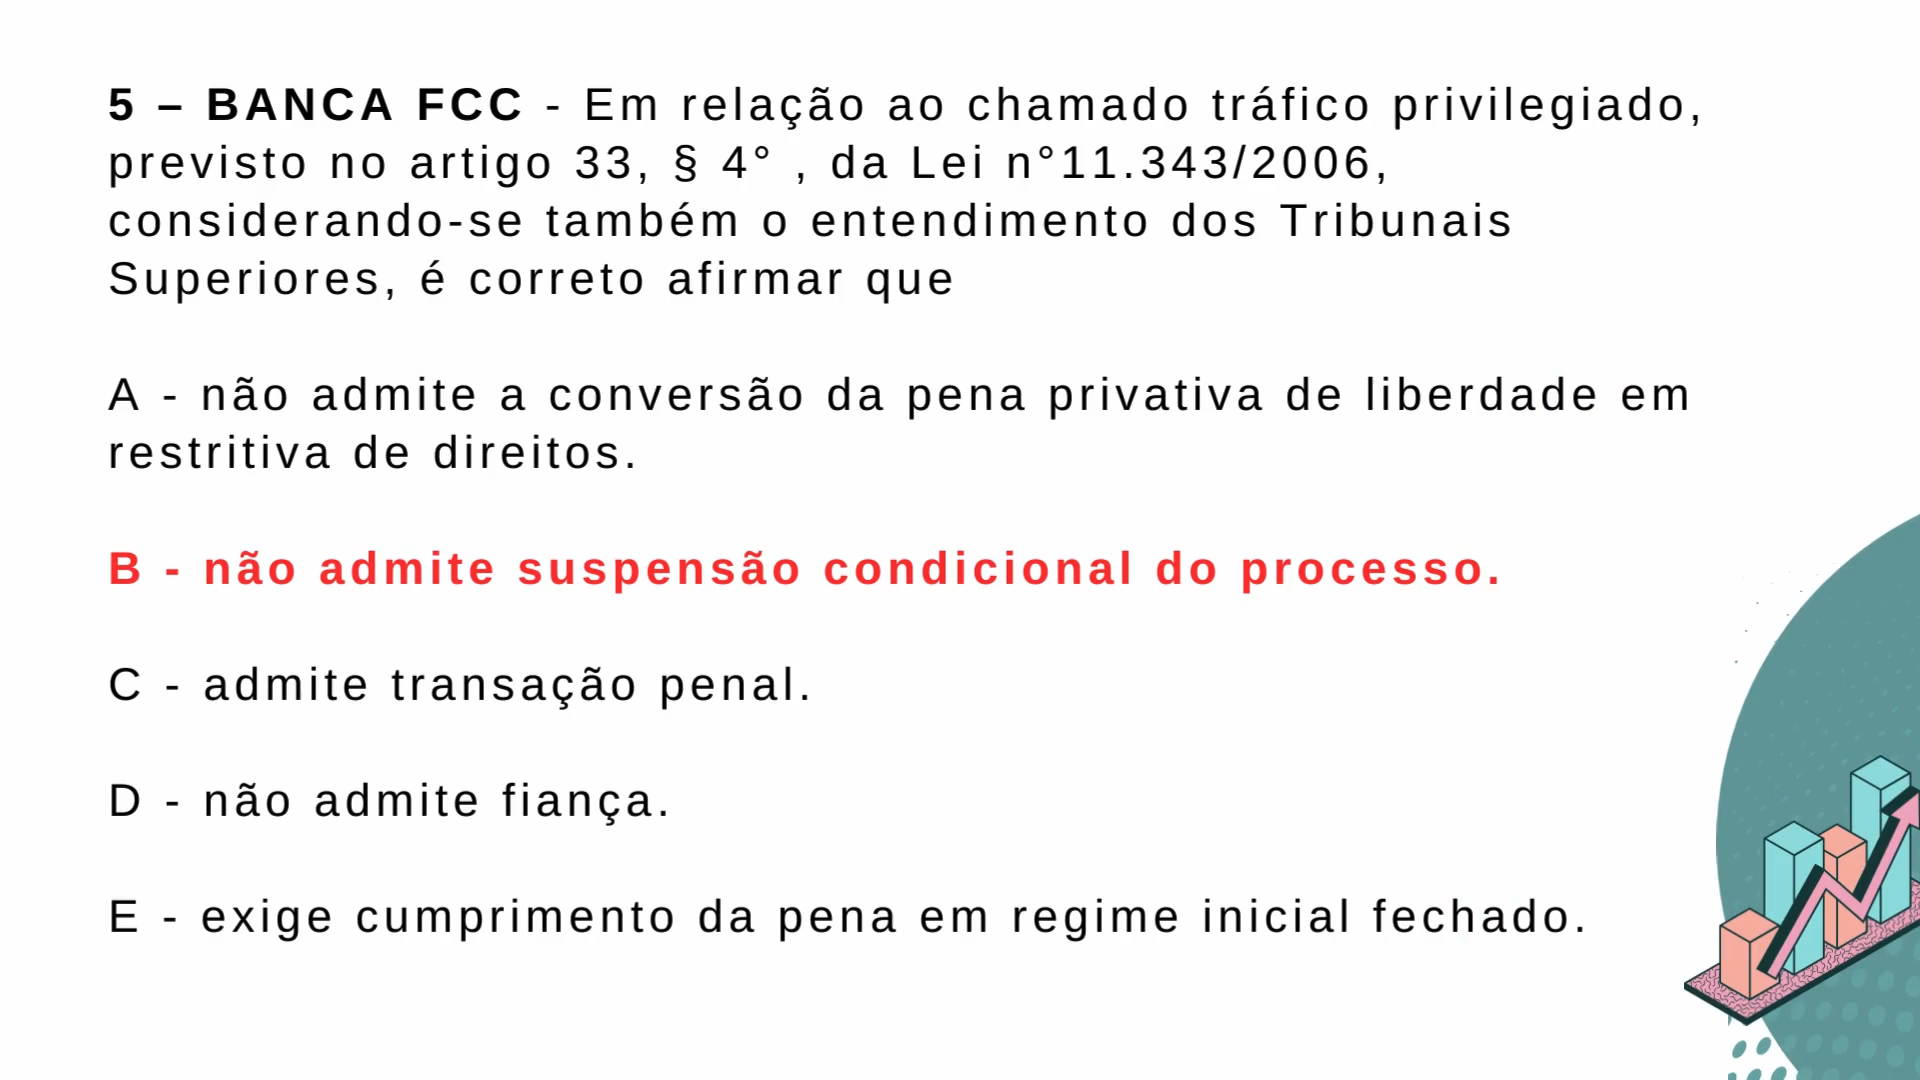 5 – BANCA FCC - Em relação ao chamado tráfico privilegiado,
previsto no artigo 33, § 4° , da Lei n°11.343/2006,
considerando-se também o entendimento dos Tribunais
Superiores, é correto afirmar que
A - não admite a conversão da pena privativa de liberdade em
restritiva de direitos.
B - não admite suspensão condicional do processo.
C - admite transação penal.
D - não admite fiança.
E - exige cumprimento da pena em regime inicial fechado.